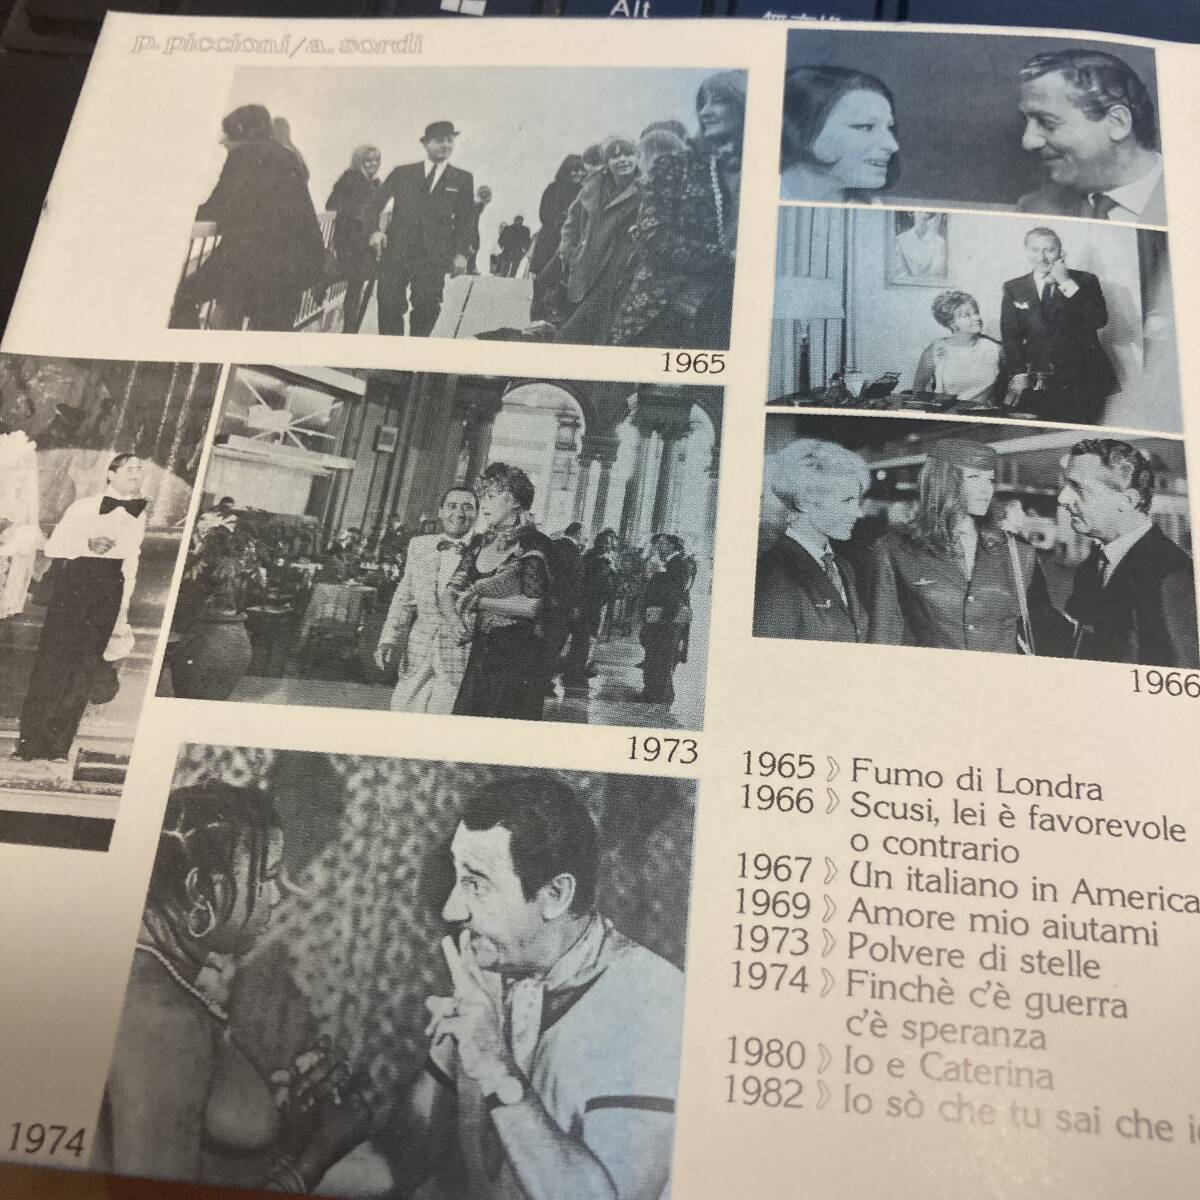 Alt
p. piccioni/a. sordi
1965
1966
1973
1974
1965 》 Fumo di Londra
1966 》 Scusi, lei è favorevole
o contrario
1967 》 Un italiano in America
1969 》 Amore mio aiutami
1973 》 Polvere di stelle
1974 》 Finchè c'è guerra
c'è speranza
1980 》 Io e Caterina
1982 》 Io sò che tu sai che